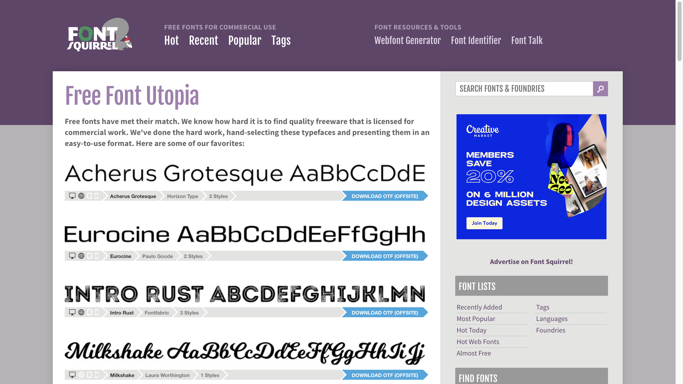 FONT SQUIRREL
FREE FONTS FOR COMMERCIAL USE
Hot Recent Popular Tags
FONT RESOURCES & TOOLS
Webfont Generator Font Identifier Font Talk
Free Font Utopia
Free fonts have met their match. We know how hard it is to find quality freeware that is licensed for
commercial work. We've done the hard work, hand-selecting these typefaces and presenting them in an
easy-to-use format. Here are some of our favorites:
Acherus Grotesque AaBbCcDdE
Acherus Grotesque Horizon Type 2 Styles DOWNLOAD OTF (OFFSITE)
Eurocine AaBbCcDdEeFfGgHh
Eurocine Paulo Goode 2 Styles DOWNLOAD OTF (OFFSITE)
INTRO RUST ABCDEFGHIJKLMN
Intro Rust Fontfabric 3 Styles DOWNLOAD OTF (OFFSITE)
Milkshake AaBbCcDdEeFfGgHhIiJj
Milkshake Laura Worthington 1 Styles DOWNLOAD OTF (OFFSITE)
SEARCH FONTS & FOUNDRIES
Creative
MARKET
MEMBERS
SAVE
20%
ON 6 MILLION
DESIGN ASSETS
Join Today
Advertise on Font Squirrel!
FONT LISTS
Recently Added Tags
Most Popular Languages
Hot Today Foundries
Hot Web Fonts
Almost Free
FIND FONTS